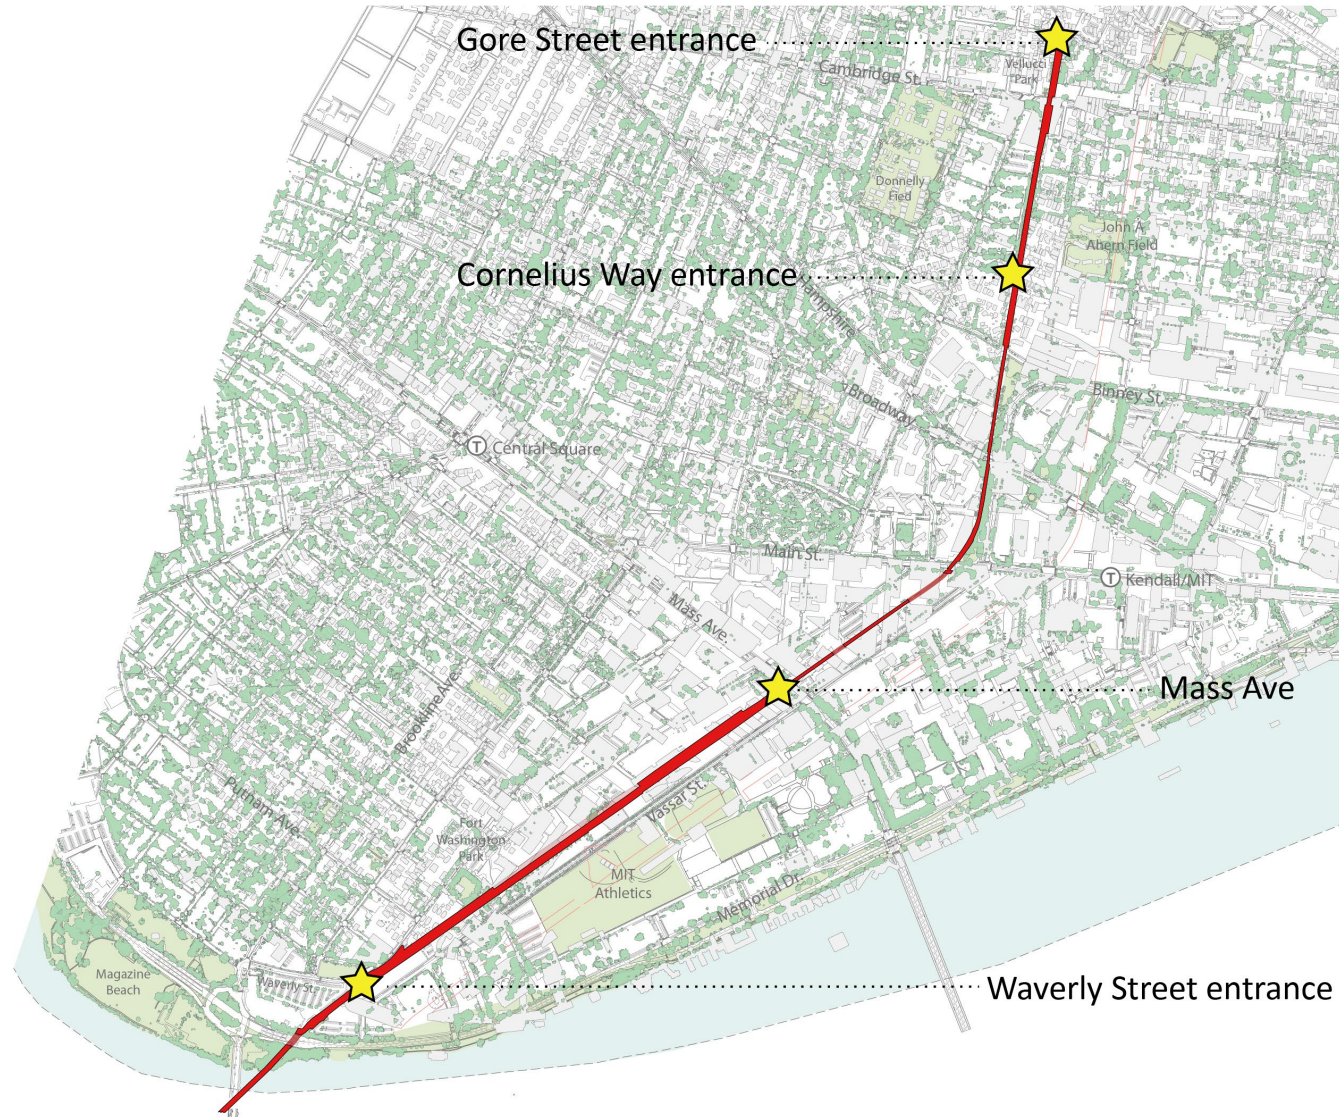 Gore Street entrance
Cambridge St.
Vellucci
Park
Donnelly
Fied
John A
Ahern Field
Cornelius Way entrance
Hampshire
Broadway
Binney St.
T Central Square
Main St.
T Kendall/MIT
Mass Ave.
Mass Ave
Brookline Ave.
Putnam Ave.
Vassar St.
Fort
Washington
Park
MIT
Athletics
Memorial Dr.
Magazine
Beach
Waverly St.
Waverly Street entrance